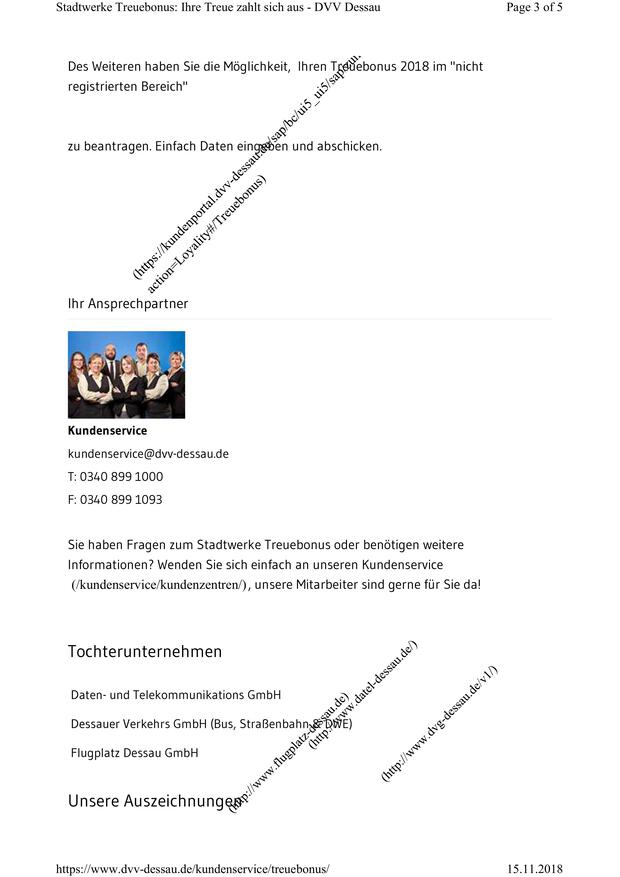 Stadtwerke Treuebonus: Ihre Treue zahlt sich aus - DVV Dessau
Page 3 of 5
Des Weiteren haben Sie die Möglichkeit, Ihren Treuebonus 2018 im "nicht
registrierten Bereich"
zu beantragen. Einfach Daten eingeben und abschicken.
(https://kundenportal.dvv-dessau.de/sap/bc/ui5_ui5/sap/
action=Loyality#/Treuebonus)
Ihr Ansprechpartner
Kundenservice
kundenservice@dvv-dessau.de
T: 0340 899 1000
F: 0340 899 1093
Sie haben Fragen zum Stadtwerke Treuebonus oder benötigen weitere
Informationen? Wenden Sie sich einfach an unseren Kundenservice
(/kundenservice/kundenzentren/), unsere Mitarbeiter sind gerne für Sie da!
Tochterunternehmen
Daten- und Telekommunikations GmbH
(http://www.datel-dessau.de/)
Dessauer Verkehrs GmbH (Bus, Straßenbahn & DWE)
(http://www.dvg-dessau.de/v1/)
Flugplatz Dessau GmbH
(http://www.flugplatz-dessau.de)
Unsere Auszeichnungen
https://www.dvv-dessau.de/kundenservice/treuebonus/
15.11.2018